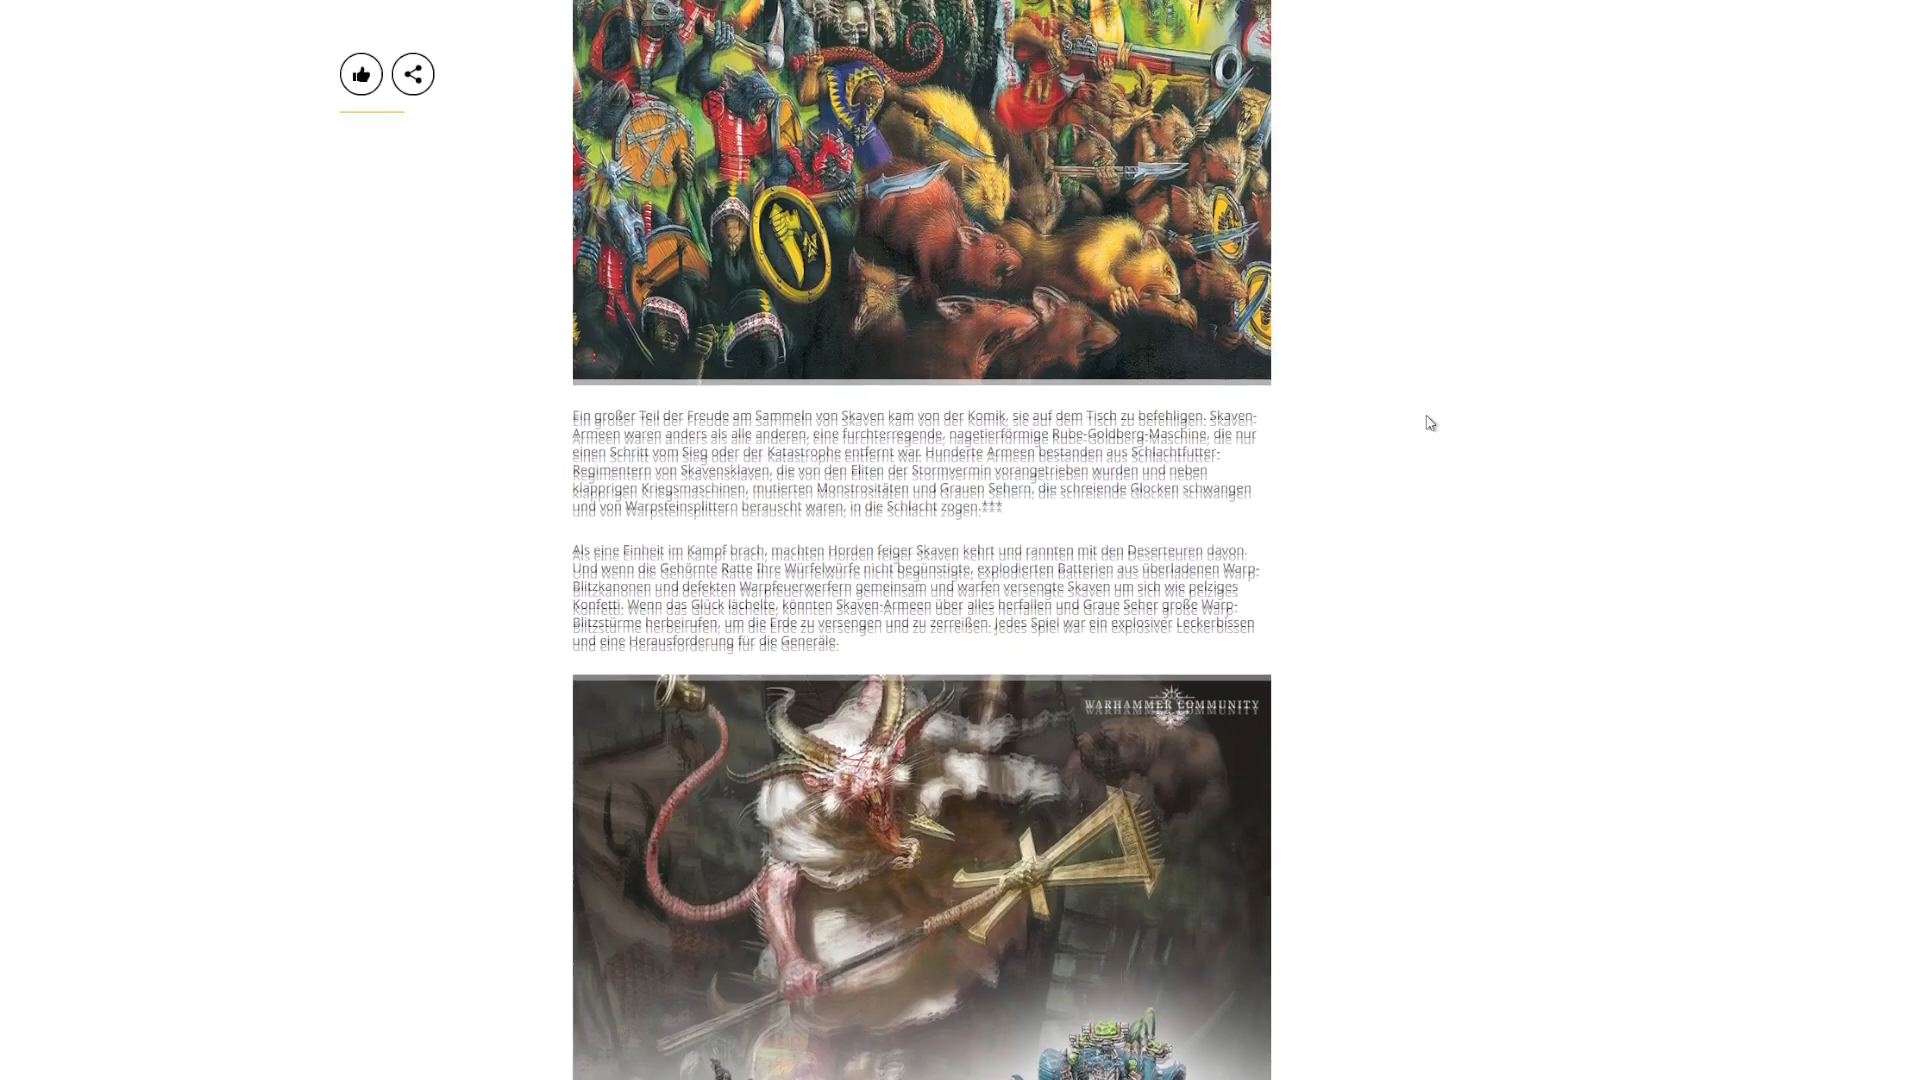 Ein großer Teil der Freude am Sammeln von Skaven kam von der Komik, sie auf dem Tisch zu befehligen. Skaven-
Armeen waren anders als alle anderen, eine furchterregende, nagetierförmige Rube-Goldberg-Maschine, die nur
einen Schritt vom Sieg oder der Katastrophe entfernt war. Hunderte Armeen bestanden aus Schlachtfutter-
Regimentern von Skavensklaven, die von den Eliten der Stormvermin vorangetrieben wurden und neben
klapprigen Kriegsmaschinen, mutierten Monstrositäten und Grauen Sehern, die schreiende Glocken schwangen
und von Warpsteinsplittern berauscht waren, in die Schlacht zogen.***
Als eine Einheit im Kampf brach, machten Horden feiger Skaven kehrt und rannten mit den Deserteuren davon.
Und wenn die Gehörnte Ratte Ihre Würfelwürfe nicht begünstigte, explodierten Batterien aus überladenen Warp-
Blitzkanonen und defekten Warpfeuerwerfern gemeinsam und warfen versengte Skaven um sich wie pelziges
Konfetti. Wenn das Glück lächelte, könnten Skaven-Armeen über alles herfallen und Graue Seher große Warp-
Blitzstürme herbeirufen, um die Erde zu versengen und zu zerreißen. Jedes Spiel war ein explosiver Leckerbissen
und eine Herausforderung für die Generäle.
WARHAMMER COMMUNITY